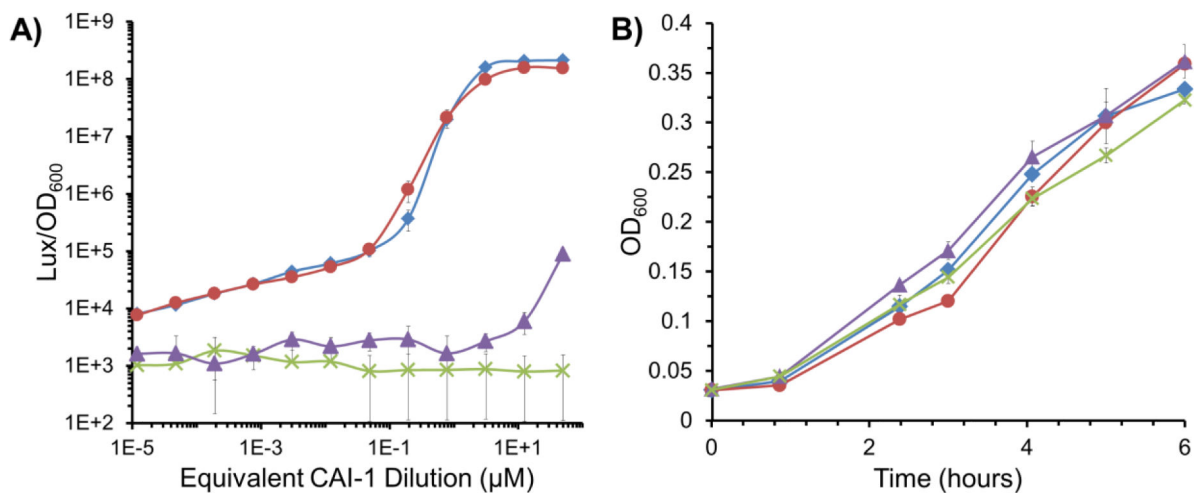 A)
1E+9
1E+8
1E+7
1E+6
1E+5
1E+4
1E+3
1E+2
Lux/OD600
1E-5 1E-3 1E-1 1E+1
Equivalent CAI-1 Dilution (µM)
B)
0.4
0.35
0.3
0.25
0.2
0.15
0.1
0.05
0
OD600
0 2 4 6
Time (hours)